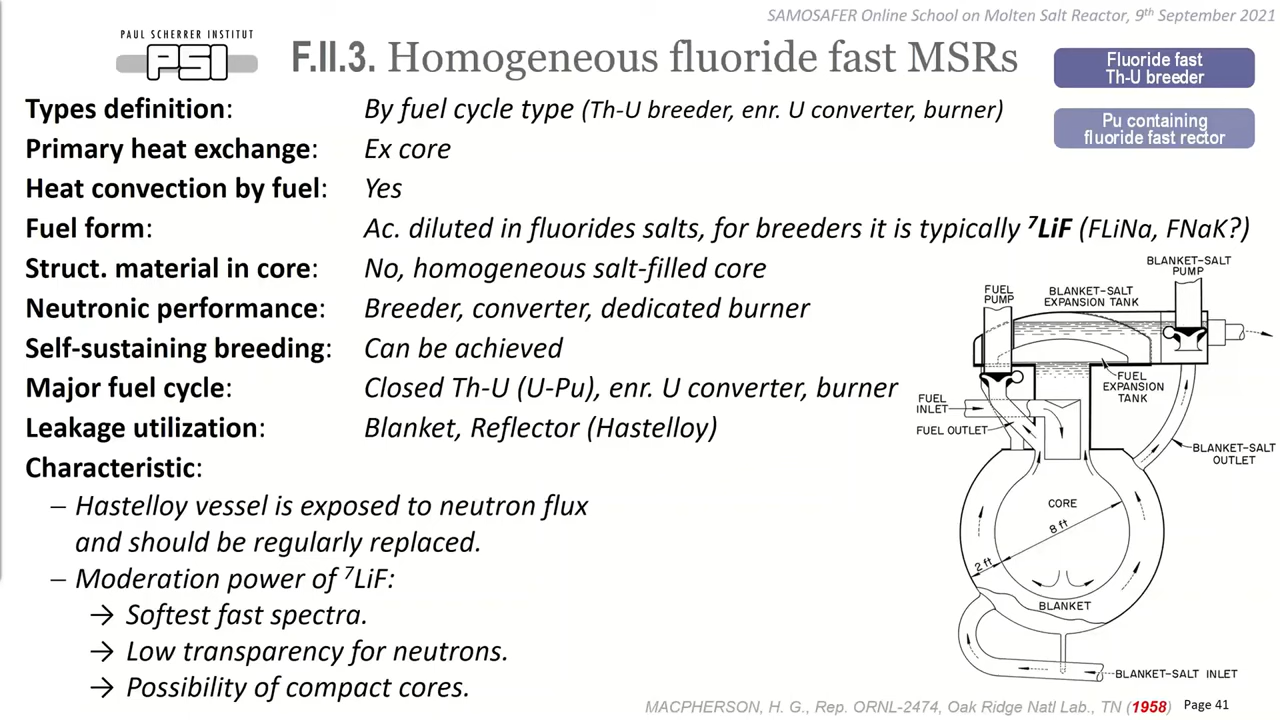 SAMOSAFER Online School on Molten Salt Reactor, 9th September 2021
PAUL SCHERRER INSTITUT
PSI
F.II.3. Homogeneous fluoride fast MSRs
Fluoride fast
Th-U breeder
Pu containing
fluoride fast rector
Types definition: By fuel cycle type (Th-U breeder, enr. U converter, burner)
Primary heat exchange: Ex core
Heat convection by fuel: Yes
Fuel form: Ac. diluted in fluorides salts, for breeders it is typically ⁷LiF (FLiNa, FNaK?)
Struct. material in core: No, homogeneous salt-filled core
Neutronic performance: Breeder, converter, dedicated burner
Self-sustaining breeding: Can be achieved
Major fuel cycle: Closed Th-U (U-Pu), enr. U converter, burner
Leakage utilization: Blanket, Reflector (Hastelloy)
Characteristic:
– Hastelloy vessel is exposed to neutron flux
and should be regularly replaced.
– Moderation power of ⁷LiF:
→ Softest fast spectra.
→ Low transparency for neutrons.
→ Possibility of compact cores.
BLANKET-SALT
PUMP
FUEL
PUMP
BLANKET-SALT
EXPANSION TANK
FUEL
EXPANSION
TANK
FUEL
INLET
FUEL OUTLET
BLANKET-SALT
OUTLET
CORE
8 ft
2 ft
BLANKET
BLANKET-SALT INLET
MACPHERSON, H. G., Rep. ORNL-2474, Oak Ridge Natl Lab., TN (1958)
Page 41